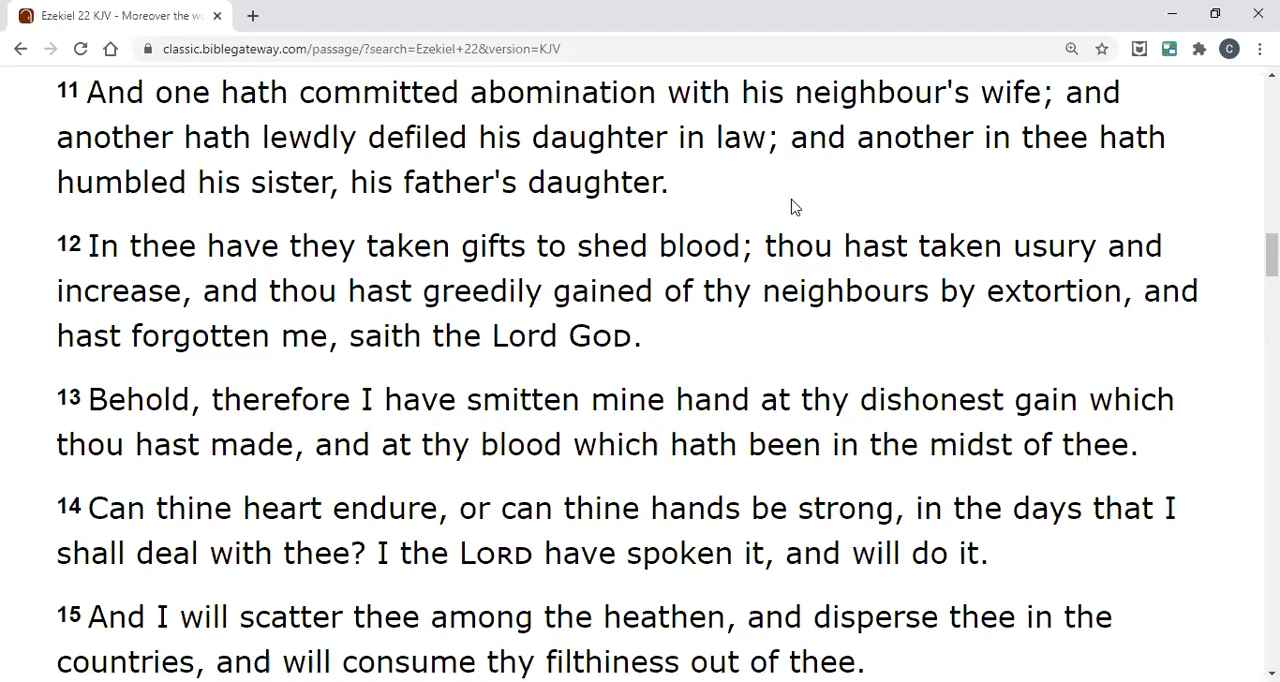 Ezekiel 22 KJV - Moreover the wo
classic.biblegateway.com/passage/?search=Ezekiel+22&version=KJV
C
11 And one hath committed abomination with his neighbour's wife; and
another hath lewdly defiled his daughter in law; and another in thee hath
humbled his sister, his father's daughter.
12 In thee have they taken gifts to shed blood; thou hast taken usury and
increase, and thou hast greedily gained of thy neighbours by extortion, and
hast forgotten me, saith the Lord GOD.
13 Behold, therefore I have smitten mine hand at thy dishonest gain which
thou hast made, and at thy blood which hath been in the midst of thee.
14 Can thine heart endure, or can thine hands be strong, in the days that I
shall deal with thee? I the LORD have spoken it, and will do it.
15 And I will scatter thee among the heathen, and disperse thee in the
countries, and will consume thy filthiness out of thee.